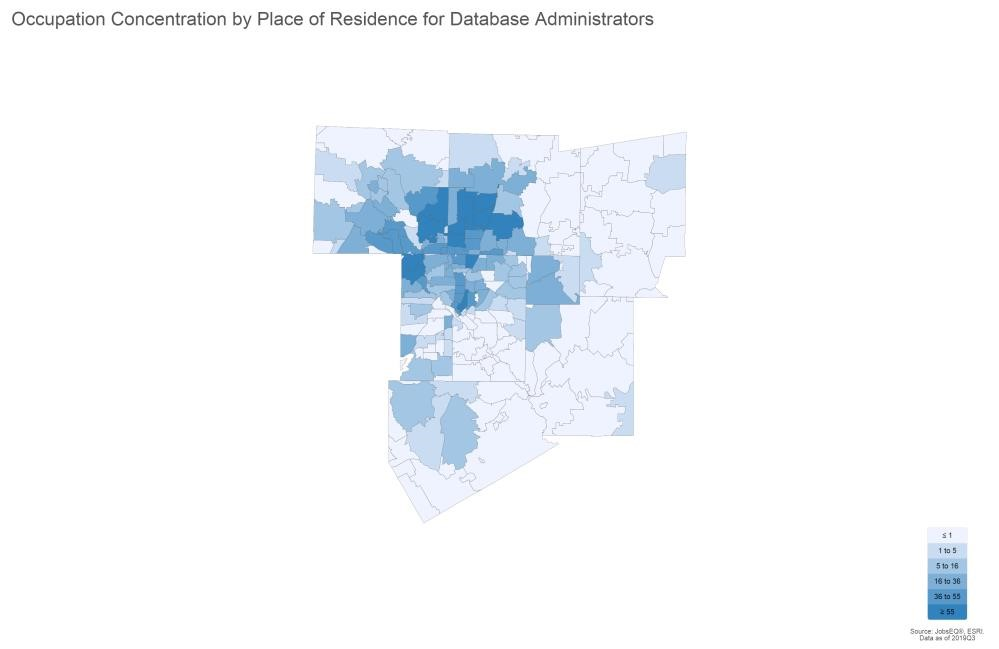 Occupation Concentration by Place of Residence for Database Administrators
≤ 1
1 to 5
5 to 16
16 to 36
36 to 55
≥ 55
Source: JobsEQ®, ESRI.
Data as of 2019Q3